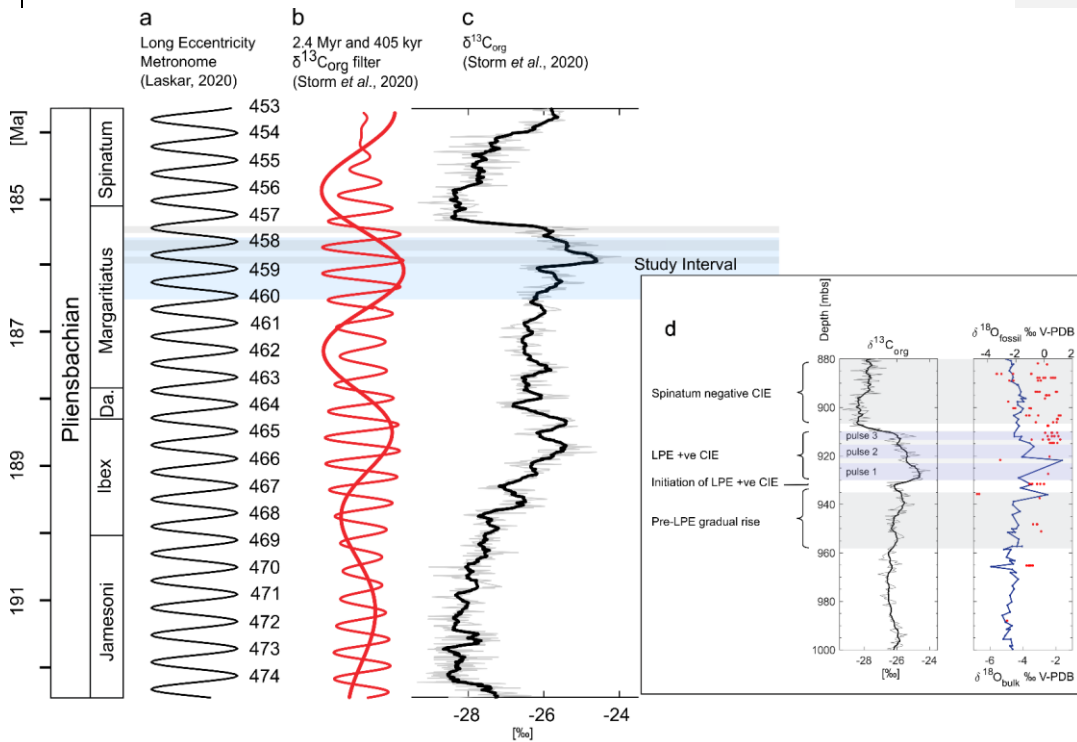 a
Long Eccentricity
Metronome
(Laskar, 2020)
b
2.4 Myr and 405 kyr
δ¹³Corg filter
(Storm et al., 2020)
c
δ¹³Corg
(Storm et al., 2020)
[Ma]
185
187
189
191
Pliensbachian
Spinatum
Margaritiatus
Da.
Ibex
Jamesoni
453
454
455
456
457
458
459
460
461
462
463
464
465
466
467
468
469
470
471
472
473
474
-28 -26 -24
[‰]
Study Interval
d
Depth [mbs]
δ¹³Corg
δ¹⁸Ofossil ‰ V-PDB
-4 -2 0 2
880
900
920
940
960
980
1000
Spinatum negative CIE
LPE +ve CIE
Initiation of LPE +ve CIE
Pre-LPE gradual rise
pulse 3
pulse 2
pulse 1
-28 -26 -24
[‰]
-6 -4 -2
δ¹⁸Obulk ‰ V-PDB